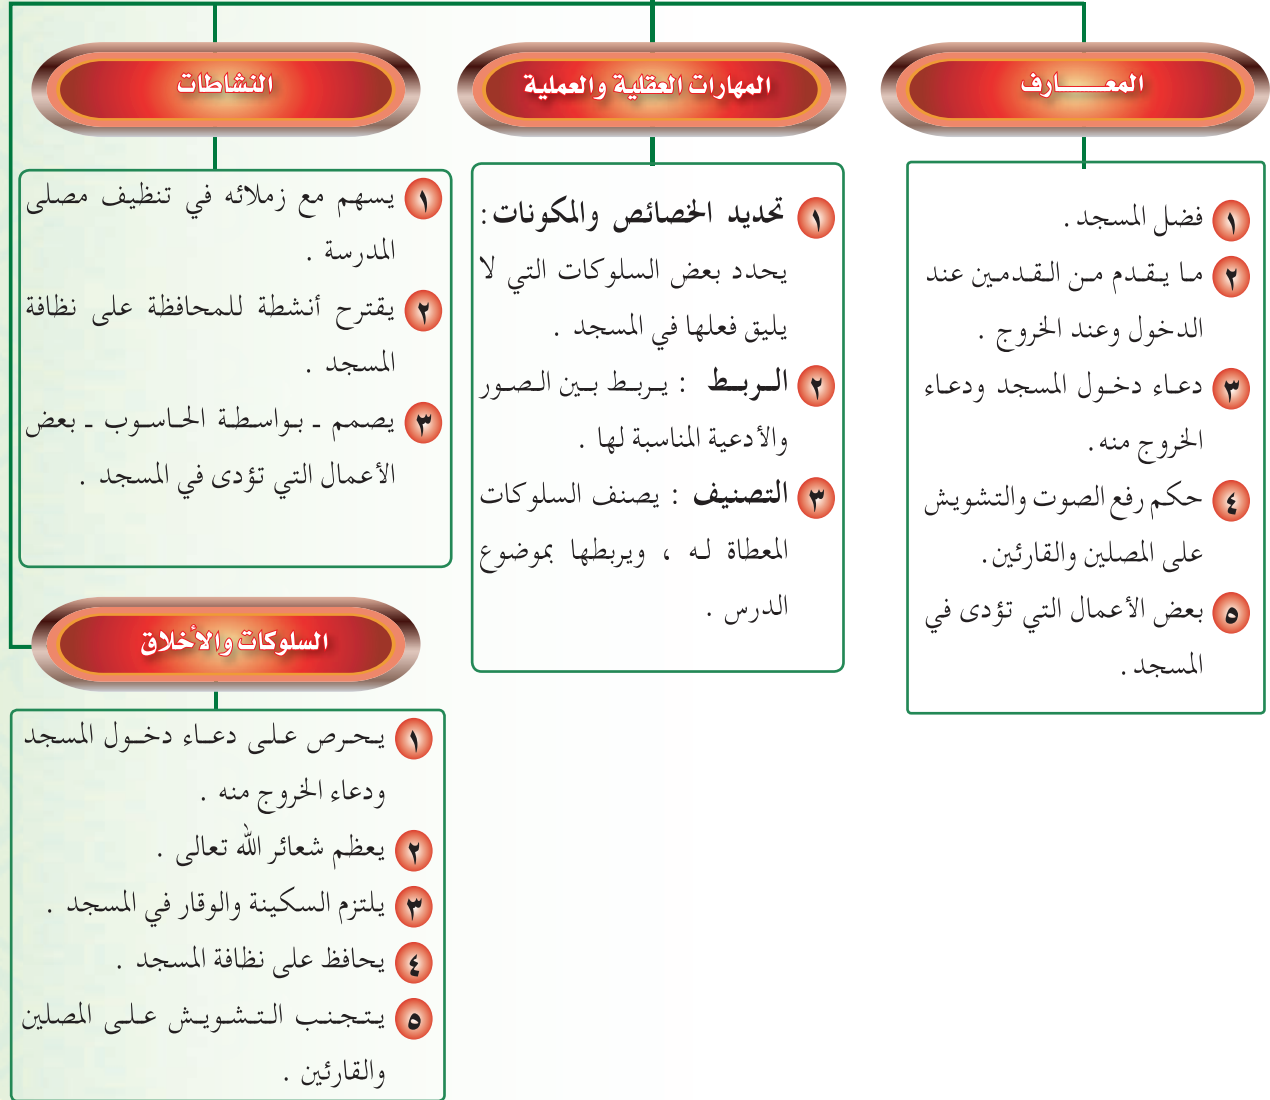 المعـــــارف
١ فضل المسجد .
٢ ما يقدم من القدمين عند
الدخول وعند الخروج .
٣ دعاء دخول المسجد ودعاء
الخروج منه .
٤ حكم رفع الصوت والتشويش
على المصلين والقارئين .
٥ بعض الأعمال التي تؤدى في
المسجد .
المهارات العقلية والعملية
١ تحديد الخصائص والمكونات :
يحدد بعض السلوكات التي لا
يليق فعلها في المسجد .
٢ الربط : يربط بين الصور
والأدعية المناسبة لها .
٣ التصنيف : يصنف السلوكات
المعطاة له ، ويربطها بموضوع
الدرس .
النشاطات
١ يسهم مع زملائه في تنظيف مصلى
المدرسة .
٢ يقترح أنشطة للمحافظة على نظافة
المسجد .
٣ يصمم ـ بواسطة الحاسوب ـ بعض
الأعمال التي تؤدى في المسجد .
السلوكات والأخلاق
١ يحرص على دعاء دخول المسجد
ودعاء الخروج منه .
٢ يعظم شعائر الله تعالى .
٣ يلتزم السكينة والوقار في المسجد .
٤ يحافظ على نظافة المسجد .
٥ يتجنب التشويش على المصلين
والقارئين .